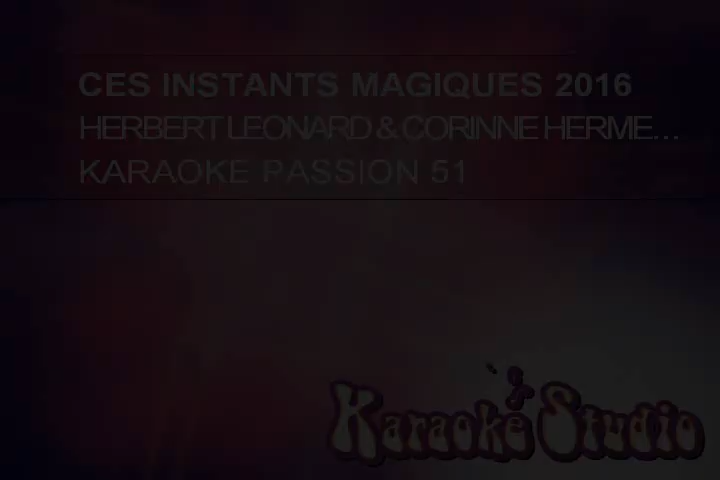 CES INSTANTS MAGIQUES 2016
HERBERT LEONARD & CORINNE HERME...
KARAOKE PASSION 51
Karaoke Studio